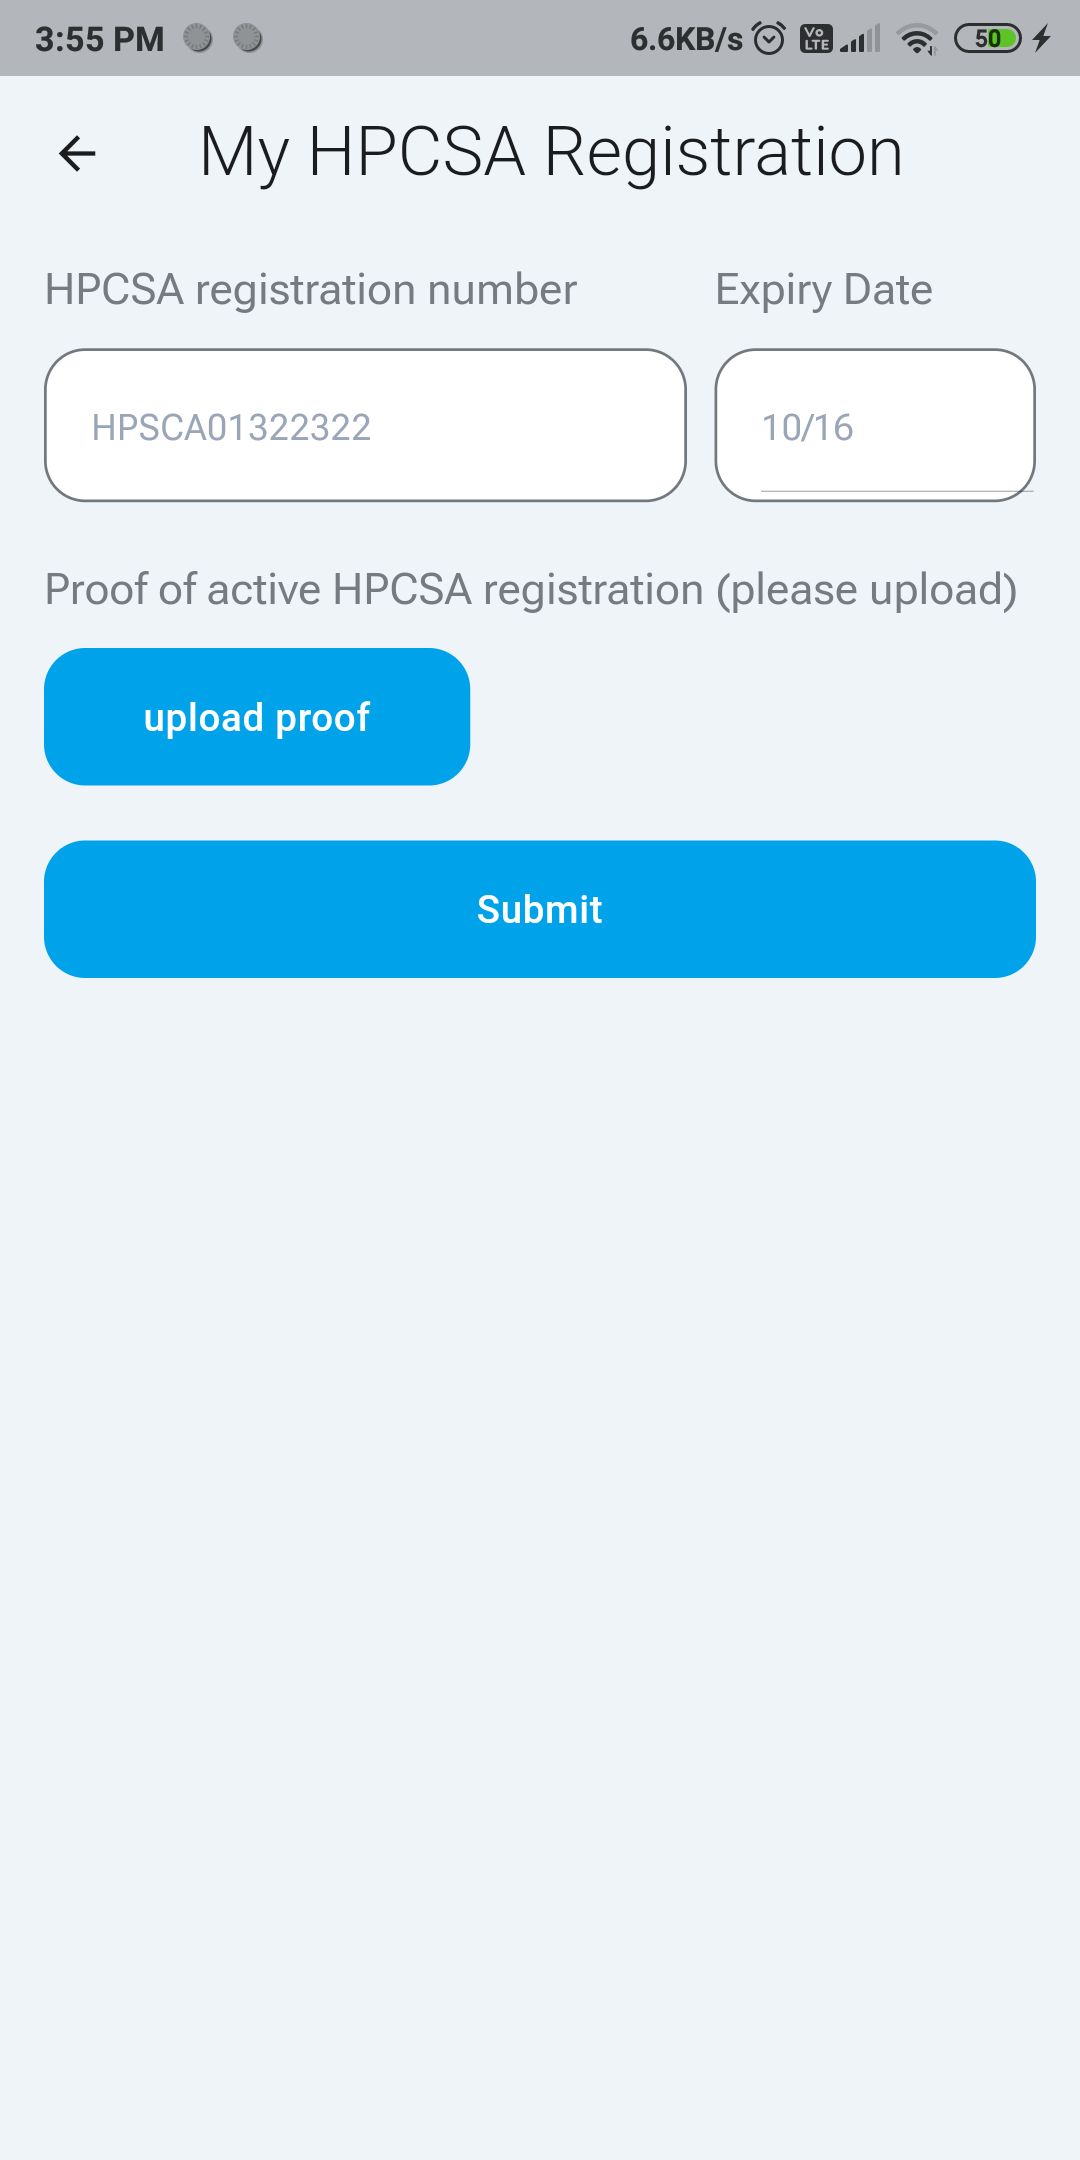 3:55 PM 6.6KB/s Vo LTE 50
My HPCSA Registration
HPCSA registration number Expiry Date
HPSCA01322322 10/16
Proof of active HPCSA registration (please upload)
upload proof
Submit